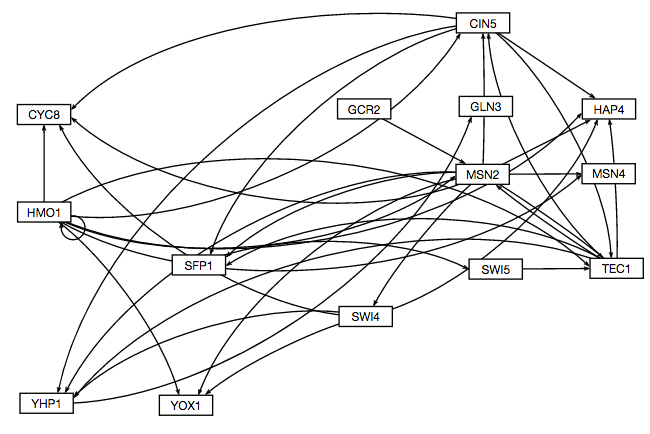 CIN5
GCR2
GLN3
HAP4
CYC8
MSN2
MSN4
HMO1
SFP1
SWI5
TEC1
SWI4
YHP1
YOX1